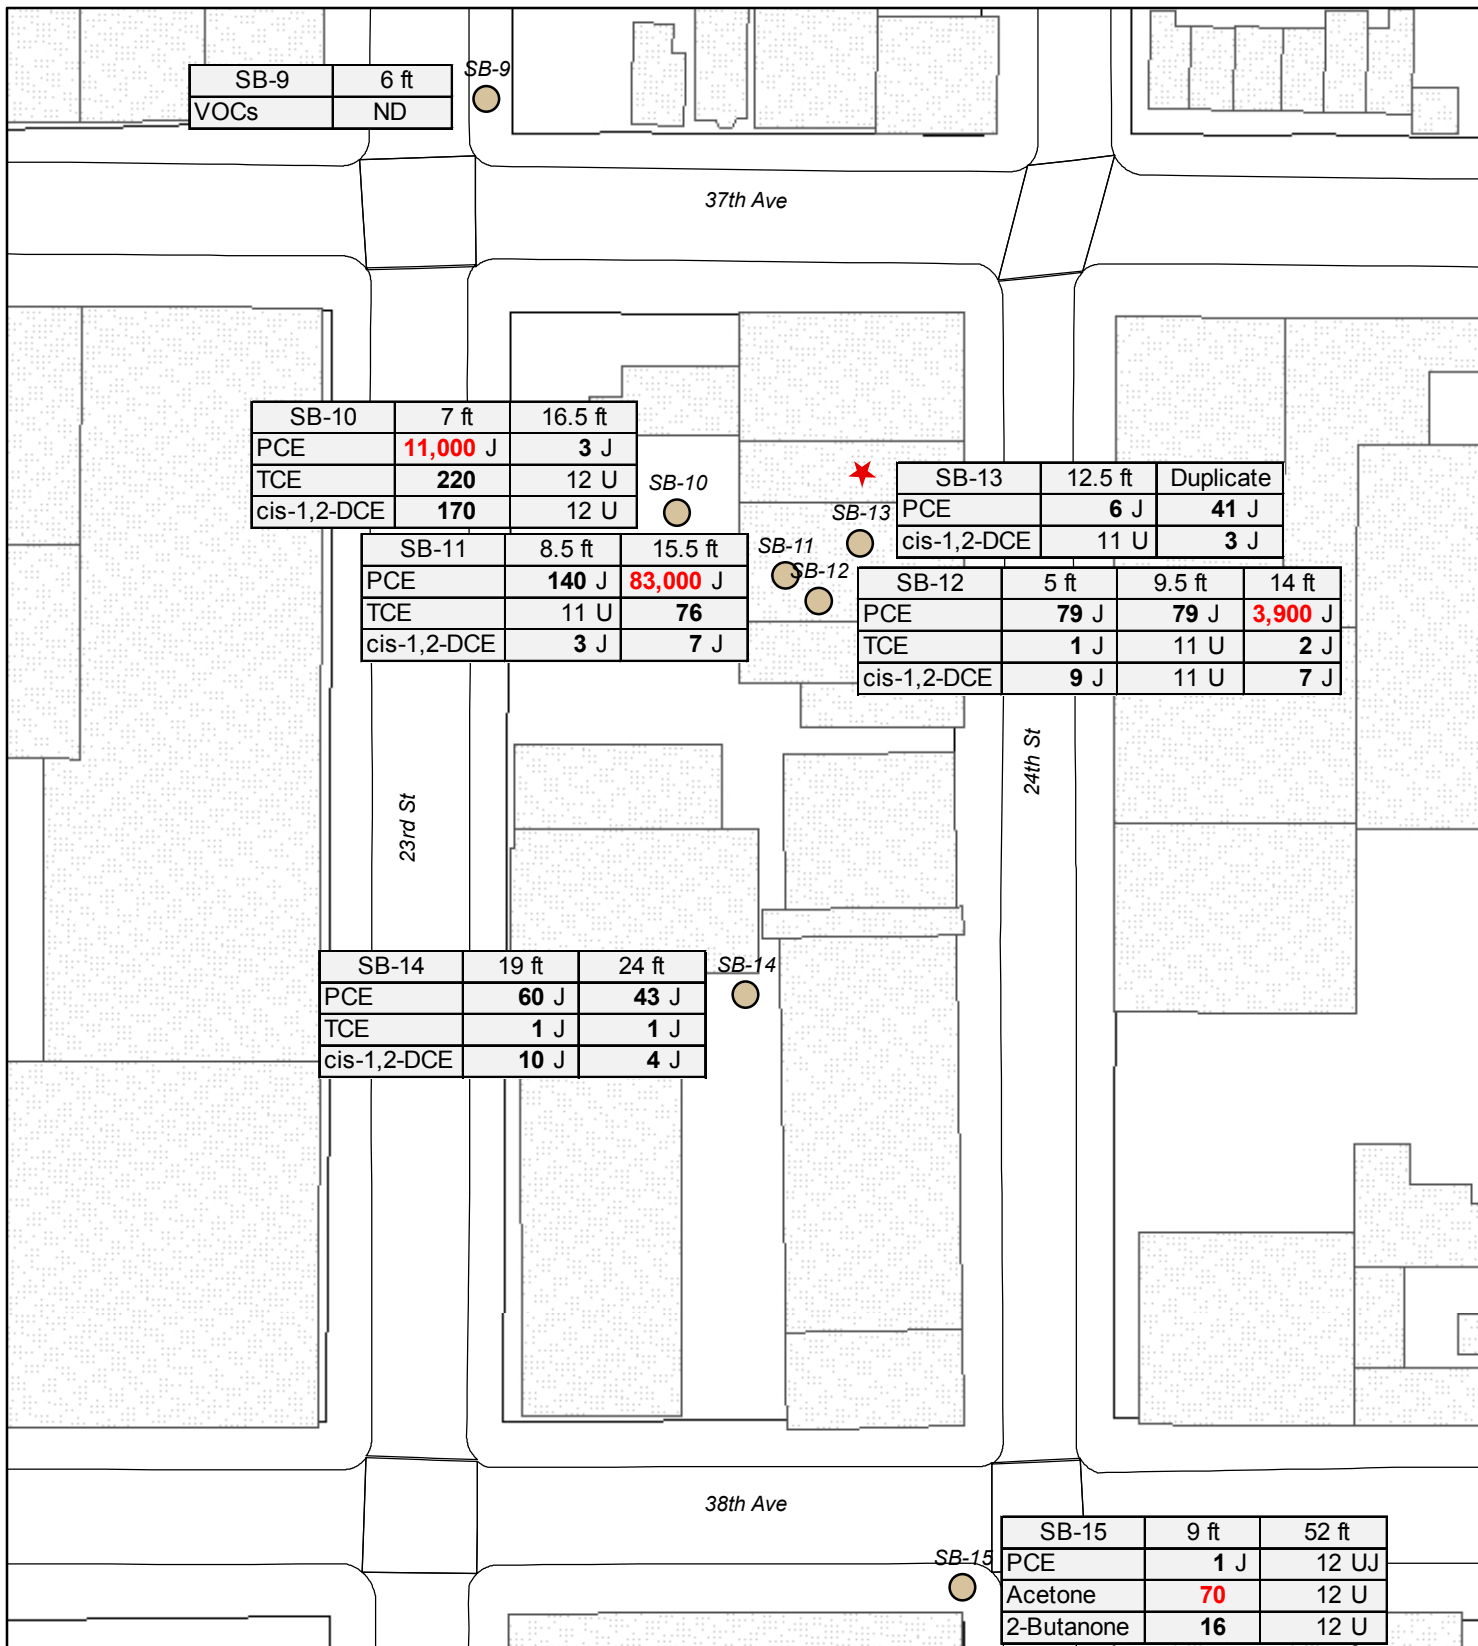 SB-9 6 ft
VOCs ND
SB-9
37th Ave
SB-10 7 ft 16.5 ft
PCE 11,000 J 3 J
TCE 220 12 U
cis-1,2-DCE 170 12 U
SB-10
SB-13 12.5 ft Duplicate
PCE 6 J 41 J
cis-1,2-DCE 11 U 3 J
SB-13
SB-11 8.5 ft 15.5 ft
PCE 140 J 83,000 J
TCE 11 U 76
cis-1,2-DCE 3 J 7 J
SB-11
SB-12
SB-12 5 ft 9.5 ft 14 ft
PCE 79 J 79 J 3,900 J
TCE 1 J 11 U 2 J
cis-1,2-DCE 9 J 11 U 7 J
23rd St
24th St
SB-14 19 ft 24 ft
PCE 60 J 43 J
TCE 1 J 1 J
cis-1,2-DCE 10 J 4 J
SB-14
38th Ave
SB-15
SB-15 9 ft 52 ft
PCE 1 J 12 UJ
Acetone 70 12 U
2-Butanone 16 12 U